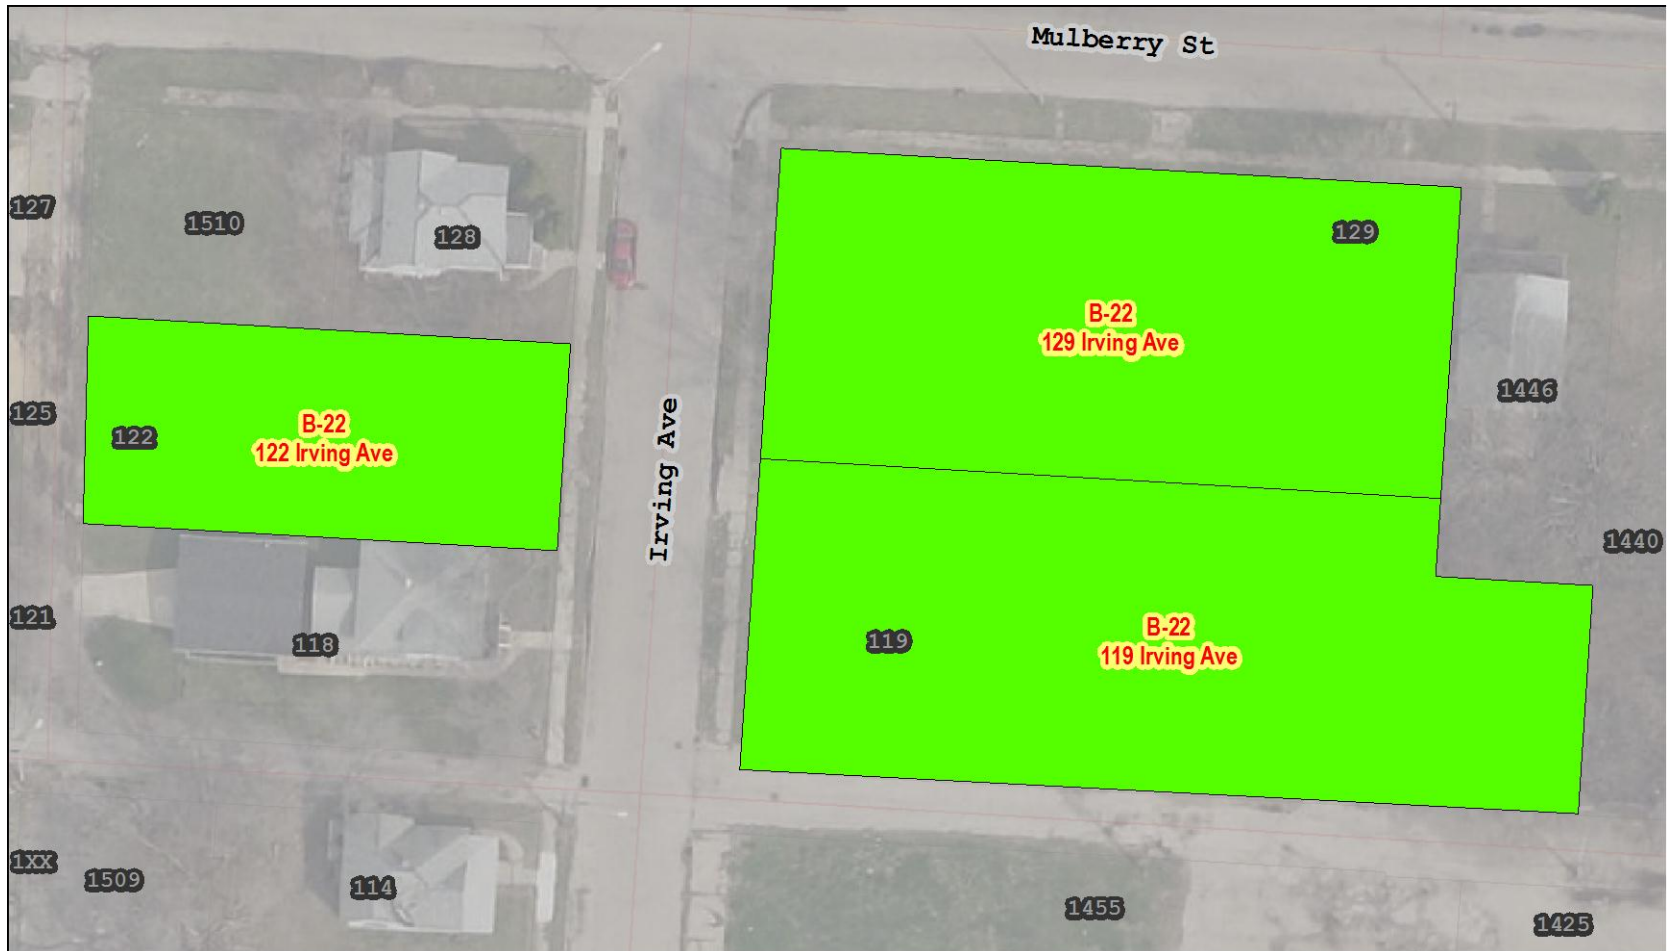 Mulberry St
127
1510
128
129
B-22
129 Irving Ave
1446
125
122
B-22
122 Irving Ave
Irving Ave
1440
121
118
119
B-22
119 Irving Ave
1XX
1509
114
1455
1425